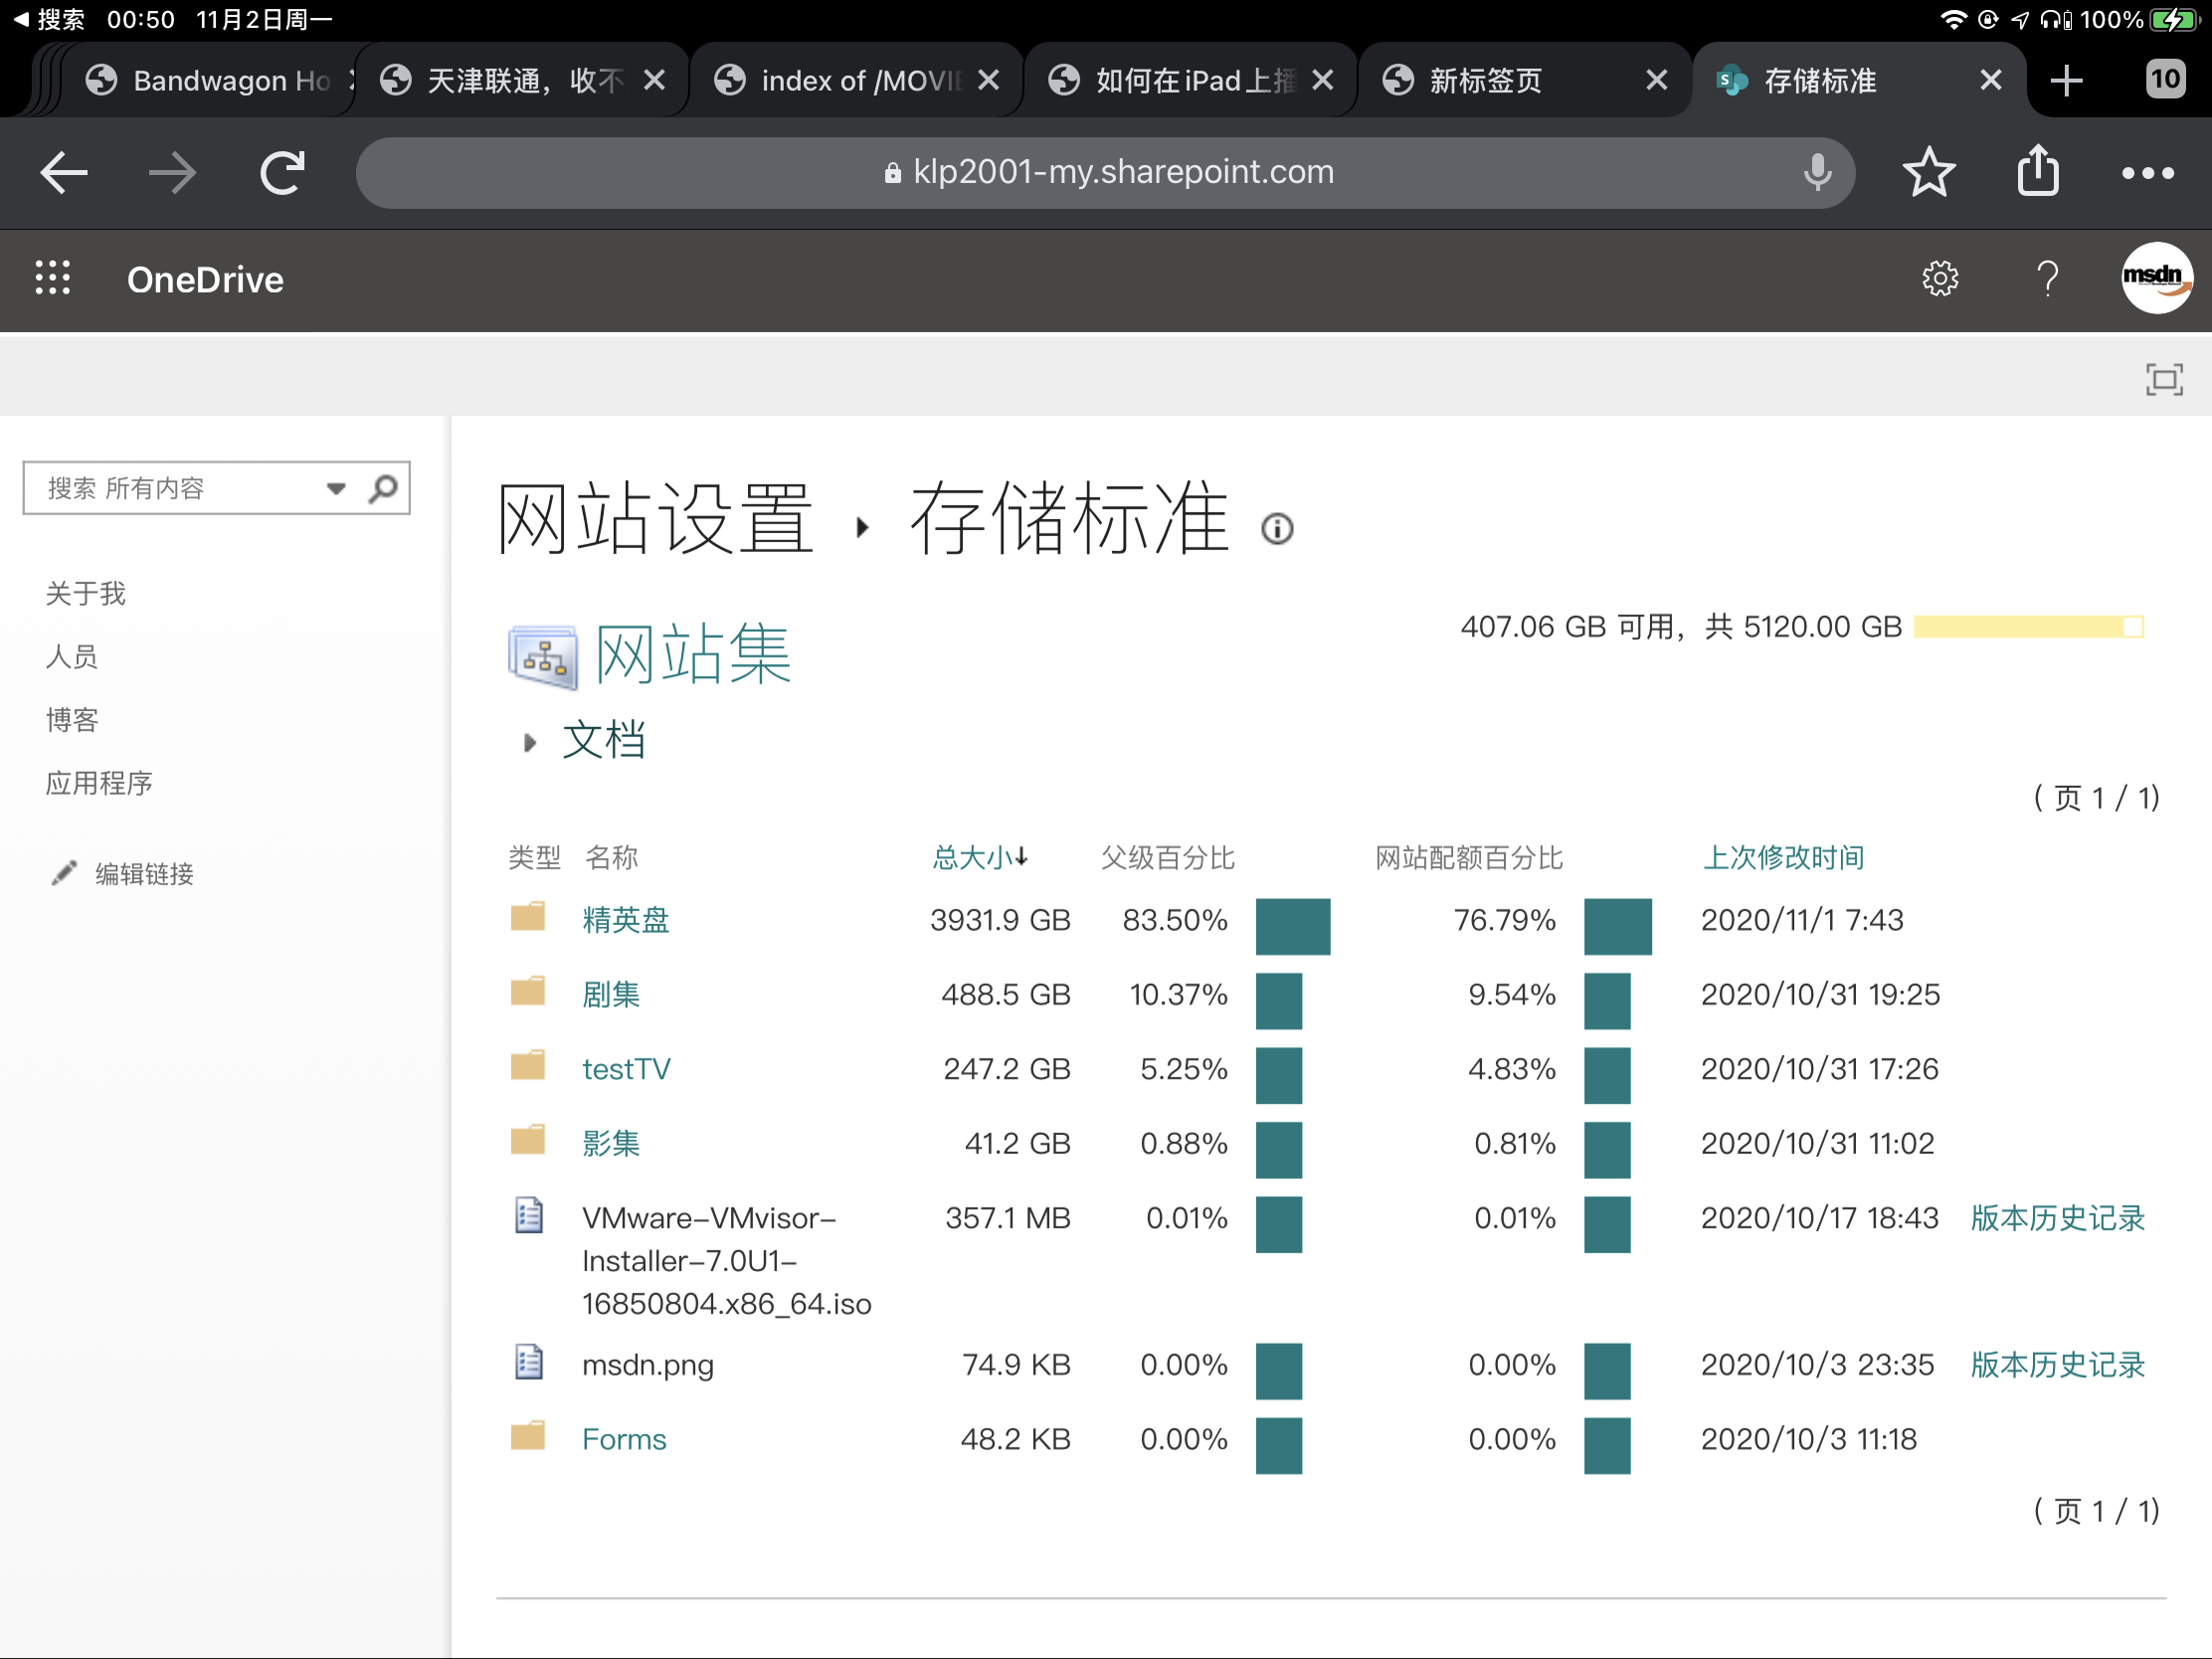 搜索 00:50 11月2日周一 100%
Bandwagon Ho 天津联通，收不 index of /MOVIE 如何在iPad上播 新标签页 存储标准 10
klp2001-my.sharepoint.com
OneDrive msdn
搜索 所有内容
关于我
人员
博客
应用程序
编辑链接
网站设置 存储标准
网站集
407.06 GB 可用，共 5120.00 GB
文档
( 页 1 / 1)
类型 名称 总大小↓ 父级百分比 网站配额百分比 上次修改时间
精英盘 3931.9 GB 83.50% 76.79% 2020/11/1 7:43
剧集 488.5 GB 10.37% 9.54% 2020/10/31 19:25
testTV 247.2 GB 5.25% 4.83% 2020/10/31 17:26
影集 41.2 GB 0.88% 0.81% 2020/10/31 11:02
VMware-VMvisor- 357.1 MB 0.01% 0.01% 2020/10/17 18:43 版本历史记录
Installer-7.0U1-
16850804.x86_64.iso
msdn.png 74.9 KB 0.00% 0.00% 2020/10/3 23:35 版本历史记录
Forms 48.2 KB 0.00% 0.00% 2020/10/3 11:18
( 页 1 / 1)